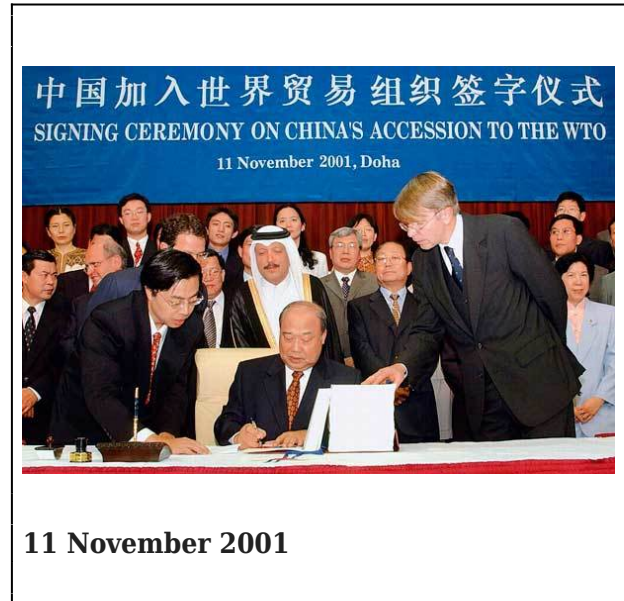 中国加入世界贸易组织签字仪式
SIGNING CEREMONY ON CHINA'S ACCESSION TO THE WTO
11 November 2001, Doha
11 November 2001